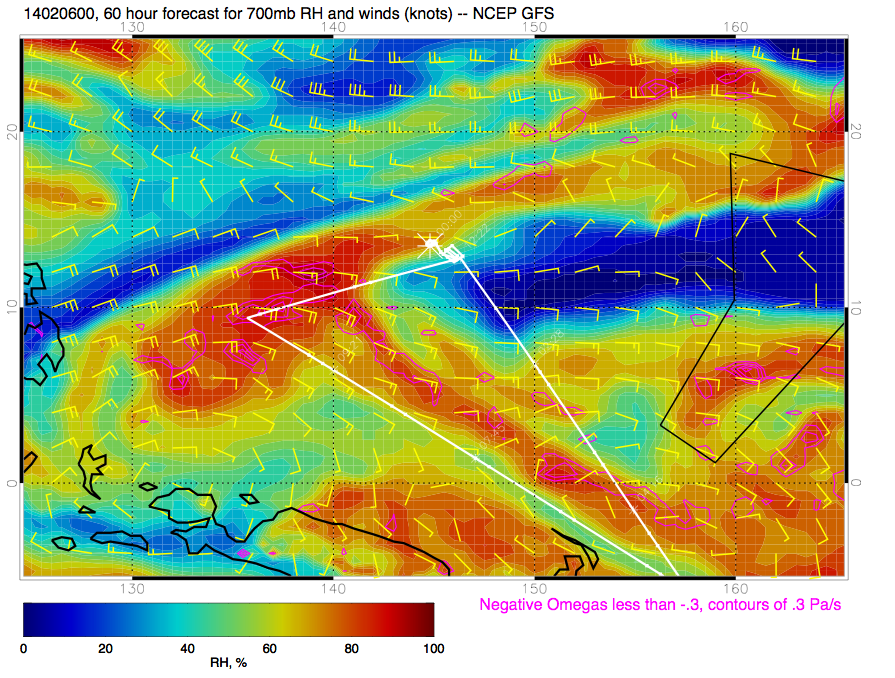 14020600, 60 hour forecast for 700mb RH and winds (knots) -- NCEP GFS
130 140 150 160
20 20
10 10
0 0
130 140 150 160
Negative Omegas less than -.3, contours of .3 Pa/s
0 20 40 60 80 100
RH, %